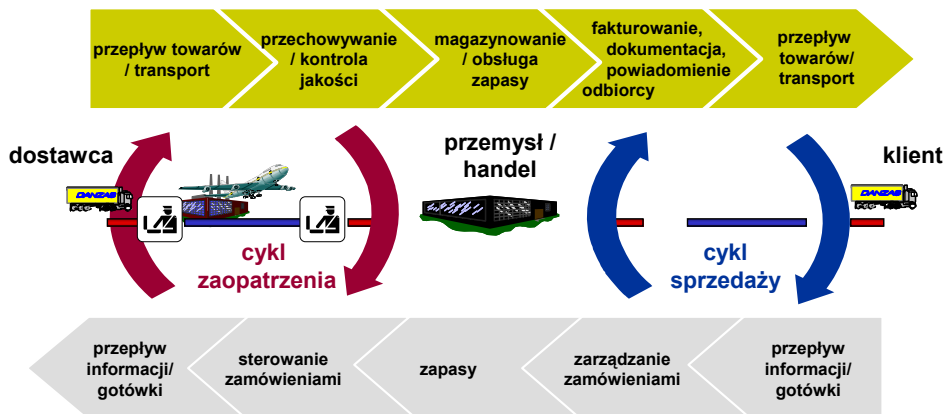 przepływ towarów
/ transport
przechowywanie
/ kontrola
jakości
magazynowanie
/ obsługa
zapasy
fakturowanie,
dokumentacja,
powiadomienie
odbiorcy
przepływ
towarów/
transport
dostawca
DANZAS
cykl
zaopatrzenia
przemysł /
handel
cykl
sprzedaży
klient
DANZAS
przepływ
informacji/
gotówki
sterowanie
zamówieniami
zapasy
zarządzanie
zamówieniami
przepływ
informacji/
gotówki